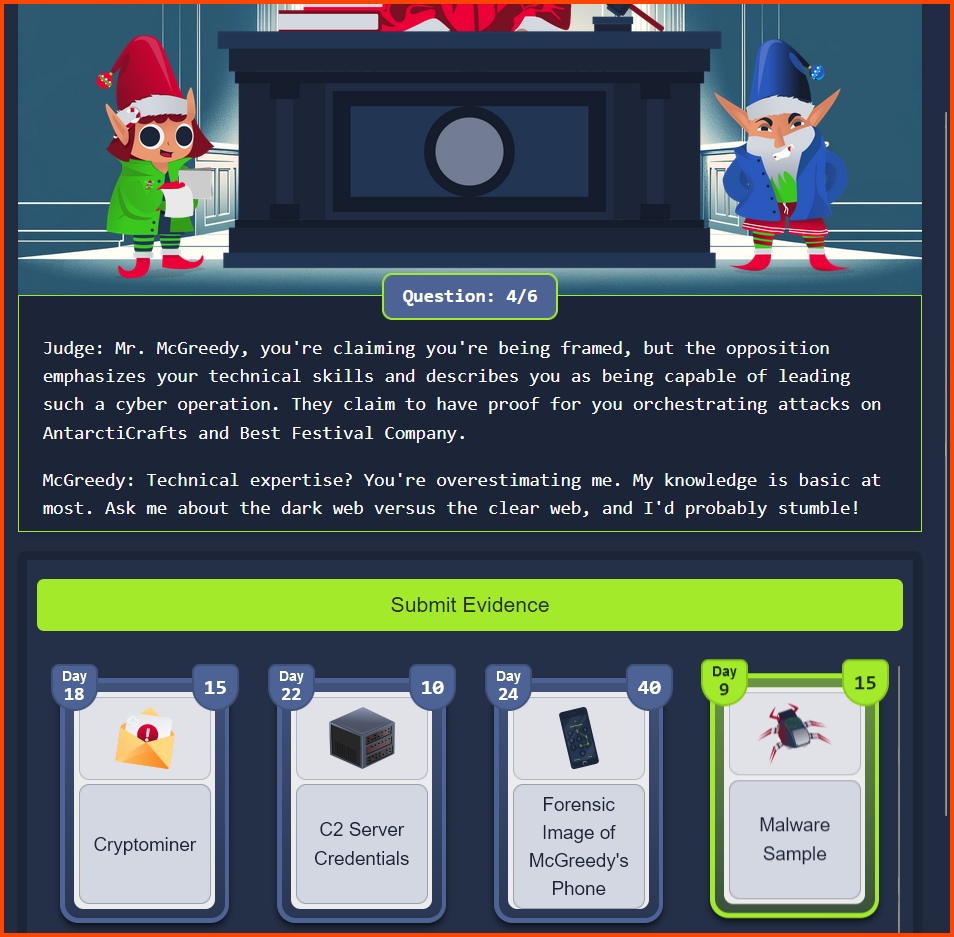 Question: 4/6
Judge: Mr. McGreedy, you're claiming you're being framed, but the opposition
emphasizes your technical skills and describes you as being capable of leading
such a cyber operation. They claim to have proof for you orchestrating attacks on
AntarctiCrafts and Best Festival Company.
McGreedy: Technical expertise? You're overestimating me. My knowledge is basic at
most. Ask me about the dark web versus the clear web, and I'd probably stumble!
Submit Evidence
Day
18
15
Cryptominer
Day
22
10
C2 Server
Credentials
Day
24
40
Forensic
Image of
McGreedy's
Phone
Day
9
15
Malware
Sample